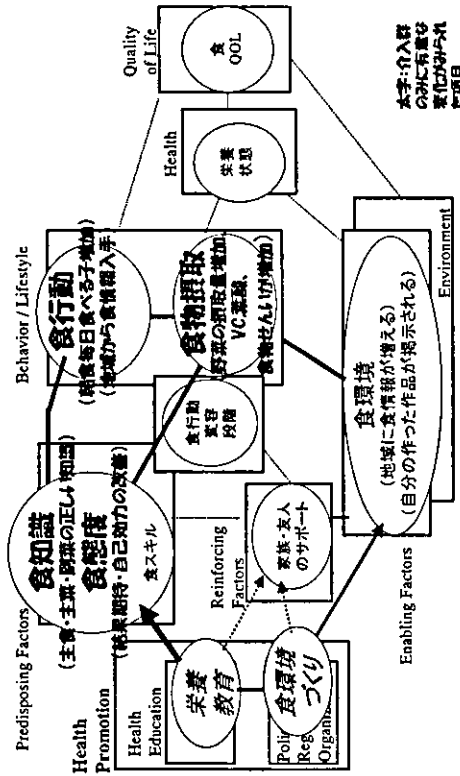 Predisposing Factors
食知識
(主食・主菜・副菜の正しい知識)
食態度
(結果期待・自己効力の改善)
食スキル
Health
Promotion
Health
Education
栄養
教育
食環境
づくり
Reinforcing
Factors
家族・友人
のサポート
食行動
変容
段階
Behavior / Lifestyle
食行動
(朝食毎日食べる子増加)
(地域から食情報入手)
食物摂取
野菜の摂取量増加、
VC、葉酸、
食物せんいが増加)
Health
栄養
状態
Quality
of Life
食
QOL
食環境
(地域に食情報が増える)
(自分の作った作品が掲示される)
Enabling Factors
Environment
太字:介入群
のみに有意な
変化がみられ
た項目